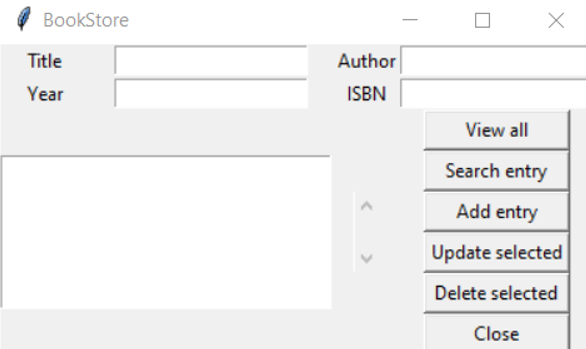 BookStore
Title Author
Year ISBN
View all
Search entry
Add entry
Update selected
Delete selected
Close